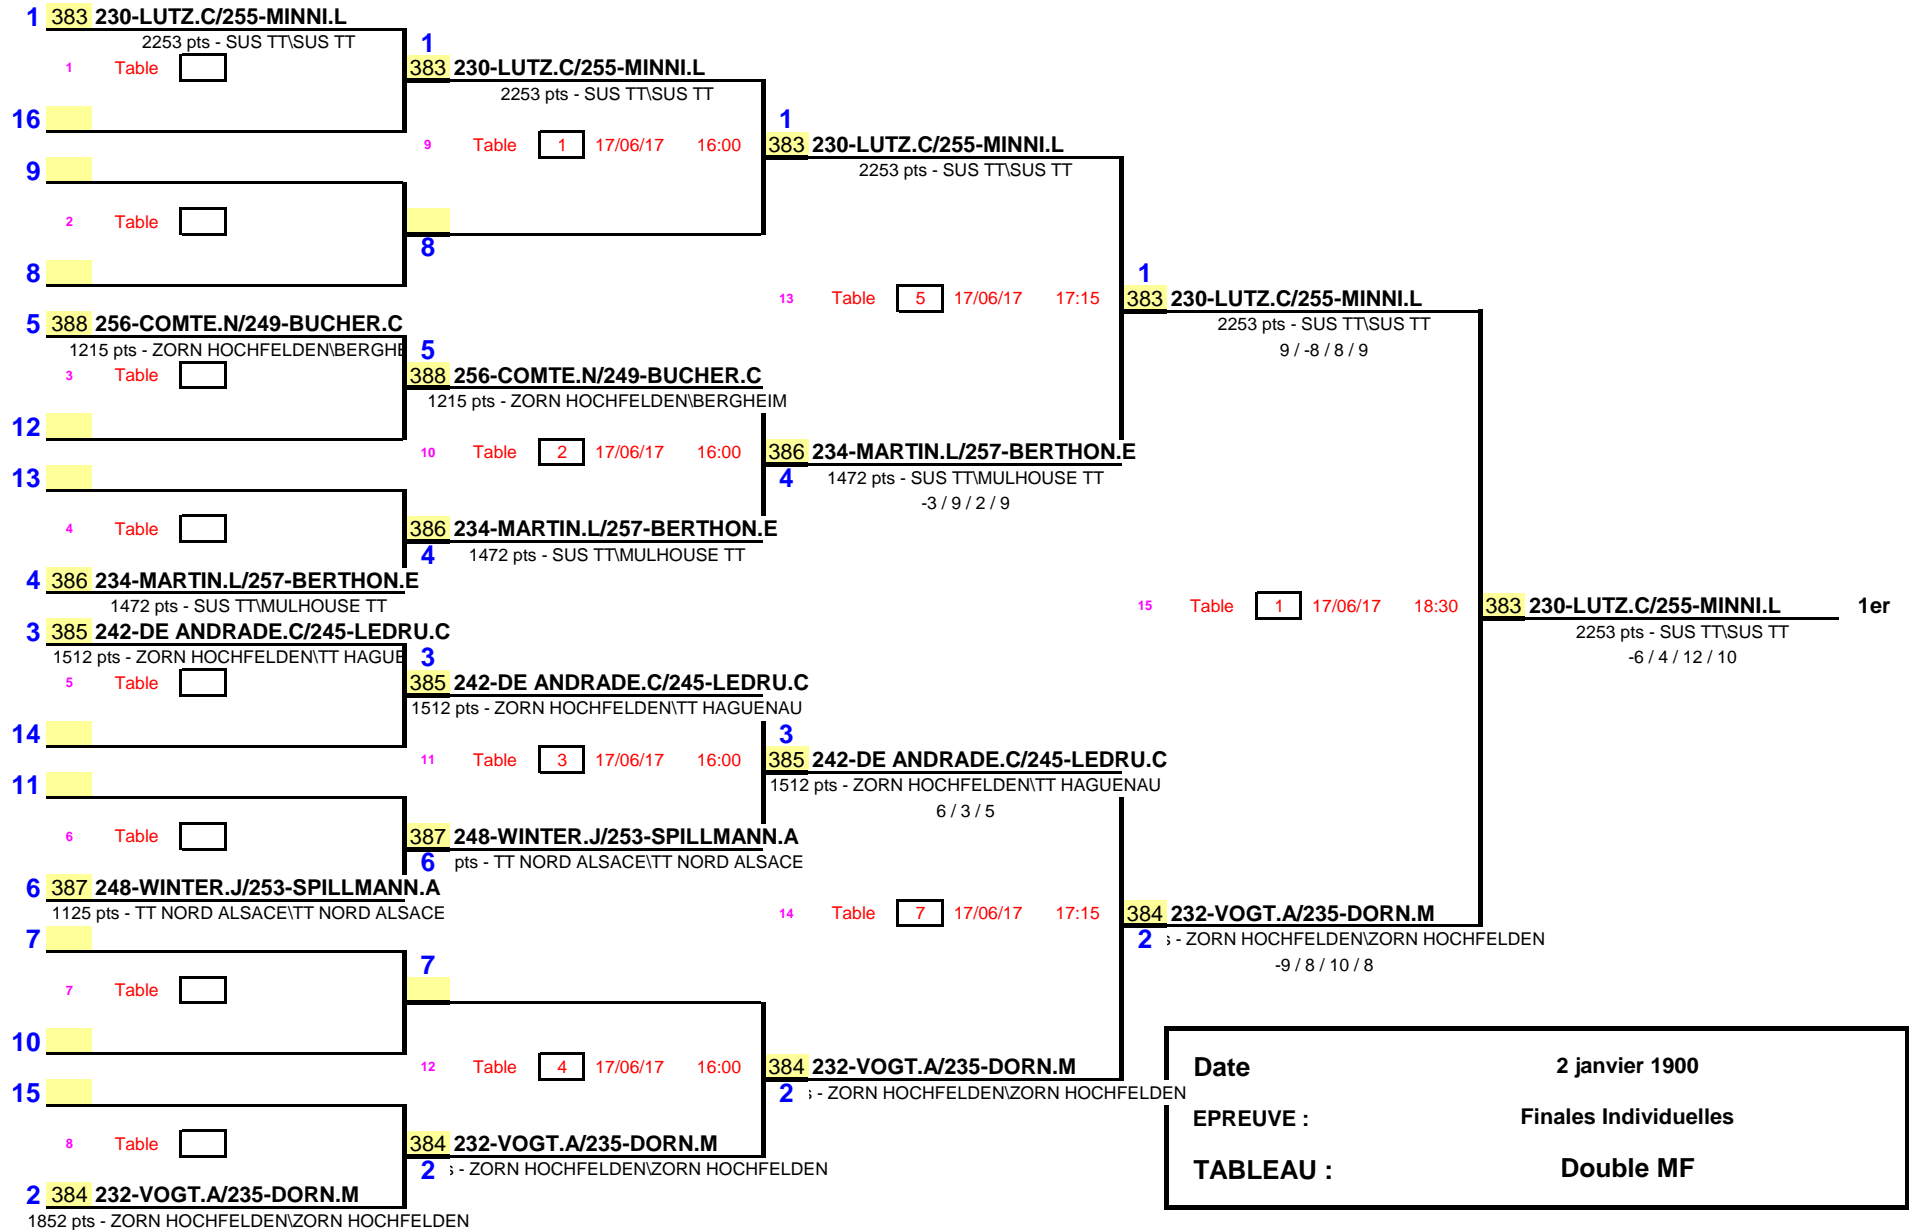 1 383 230-LUTZ.C/255-MINNI.L
2253 pts - SUS TT\SUS TT
1 Table
16
9
2 Table
8
5 388 256-COMTE.N/249-BUCHER.C
1215 pts - ZORN HOCHFELDEN\BERGHE
3 Table
12
13
4 Table
4 386 234-MARTIN.L/257-BERTHON.E
1472 pts - SUS TT\MULHOUSE TT
3 385 242-DE ANDRADE.C/245-LEDRU.C
1512 pts - ZORN HOCHFELDEN\TT HAGUE
5 Table
14
11
6 Table
6 387 248-WINTER.J/253-SPILLMANN.A
1125 pts - TT NORD ALSACE\TT NORD ALSACE
7
7 Table
10
15
8 Table
2 384 232-VOGT.A/235-DORN.M
1852 pts - ZORN HOCHFELDEN\ZORN HOCHFELDEN
1
383 230-LUTZ.C/255-MINNI.L
2253 pts - SUS TT\SUS TT
9 Table 1 17/06/17 16:00
8
5
388 256-COMTE.N/249-BUCHER.C
1215 pts - ZORN HOCHFELDEN\BERGHEIM
10 Table 2 17/06/17 16:00
386 234-MARTIN.L/257-BERTHON.E
4 1472 pts - SUS TT\MULHOUSE TT
3
385 242-DE ANDRADE.C/245-LEDRU.C
1512 pts - ZORN HOCHFELDEN\TT HAGUENAU
11 Table 3 17/06/17 16:00
387 248-WINTER.J/253-SPILLMANN.A
6 pts - TT NORD ALSACE\TT NORD ALSACE
7
12 Table 4 17/06/17 16:00
384 232-VOGT.A/235-DORN.M
2 s - ZORN HOCHFELDEN\ZORN HOCHFELDEN
1
383 230-LUTZ.C/255-MINNI.L
2253 pts - SUS TT\SUS TT
13 Table 5 17/06/17 17:15
386 234-MARTIN.L/257-BERTHON.E
4 1472 pts - SUS TT\MULHOUSE TT
-3 / 9 / 2 / 9
3
385 242-DE ANDRADE.C/245-LEDRU.C
1512 pts - ZORN HOCHFELDEN\TT HAGUENAU
6 / 3 / 5
14 Table 7 17/06/17 17:15
384 232-VOGT.A/235-DORN.M
2 s - ZORN HOCHFELDEN\ZORN HOCHFELDEN
1
383 230-LUTZ.C/255-MINNI.L
2253 pts - SUS TT\SUS TT
9 / -8 / 8 / 9
15 Table 1 17/06/17 18:30
384 232-VOGT.A/235-DORN.M
2 s - ZORN HOCHFELDEN\ZORN HOCHFELDEN
-9 / 8 / 10 / 8
383 230-LUTZ.C/255-MINNI.L 1er
2253 pts - SUS TT\SUS TT
-6 / 4 / 12 / 10
Date 2 janvier 1900
EPREUVE : Finales Individuelles
TABLEAU : Double MF